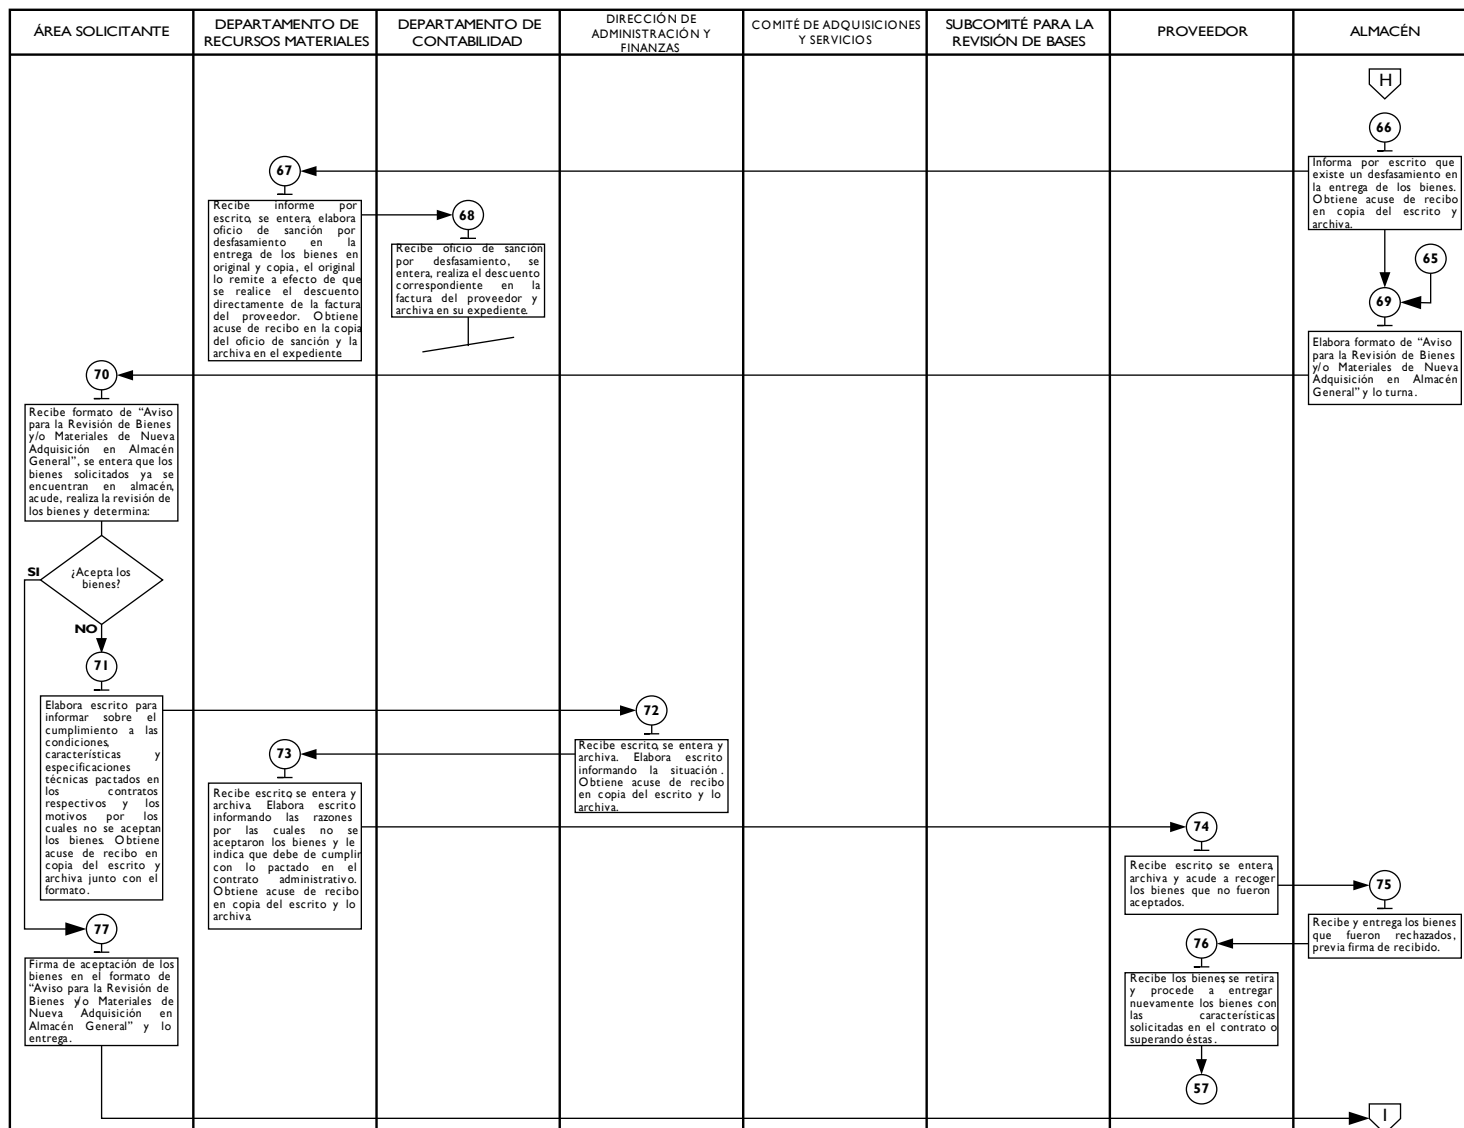 ÁREA SOLICITANTE
DEPARTAMENTO DE
RECURSOS MATERIALES
DEPARTAMENTO DE
CONTABILIDAD
DIRECCIÓN DE
ADMINISTRACIÓN Y
FINANZAS
COMITÉ DE ADQUISICIONES
Y SERVICIOS
SUBCOMITÉ PARA LA
REVISIÓN DE BASES
PROVEEDOR
ALMACÉN
H
66
Informa por escrito que
existe un desfasamiento en
la entrega de los bienes.
Obtiene acuse de recibo
en copia del escrito y
archiva.
67
Recibe informe por
escrito, se entera, elabora
oficio de sanción por
desfasamiento en la
entrega de los bienes en
original y copia, el original
lo remite a efecto de que
se realice el descuento
directamente de la factura
del proveedor. Obtiene
acuse de recibo en la copia
del oficio de sanción y la
archiva en el expediente
68
Recibe oficio de sanción
por desfasamiento, se
entera, realiza el descuento
correspondiente en la
factura del proveedor y
archiva en su expediente.
65
69
Elabora formato de “Aviso
para la Revisión de Bienes
y/o Materiales de Nueva
Adquisición en Almacén
General” y lo turna.
70
Recibe formato de “Aviso
para la Revisión de Bienes
y/o Materiales de Nueva
Adquisición en Almacén
General”, se entera que los
bienes solicitados ya se
encuentran en almacén,
acude, realiza la revisión de
los bienes y determina:
¿Acepta los
bienes?
SI
NO
71
Elabora escrito para
informar sobre el
cumplimiento a las
condiciones,
características y
especificaciones
técnicas pactados en
los contratos
respectivos y los
motivos por los
cuales no se aceptan
los bienes. Obtiene
acuse de recibo en
copia del escrito y
archiva junto con el
formato.
72
Recibe escrito, se entera y
archiva. Elabora escrito
informando la situación.
Obtiene acuse de recibo
en copia del escrito y lo
archiva.
73
Recibe escrito, se entera y
archiva. Elabora escrito
informando las razones
por las cuales no se
aceptaron los bienes y le
indica que debe de cumplir
con lo pactado en el
contrato administrativo.
Obtiene acuse de recibo
en copia del escrito y lo
archiva.
74
Recibe escrito, se entera,
archiva y acude a recoger
los bienes que no fueron
aceptados.
75
Recibe y entrega los bienes
que fueron rechazados,
previa firma de recibido.
76
Recibe los bienes, se retira
y procede a entregar
nuevamente los bienes con
las características
solicitadas en el contrato o
superando éstas.
57
77
Firma de aceptación de los
bienes en el formato de
“Aviso para la Revisión de
Bienes y/o Materiales de
Nueva Adquisición en
Almacén General” y lo
entrega.
I